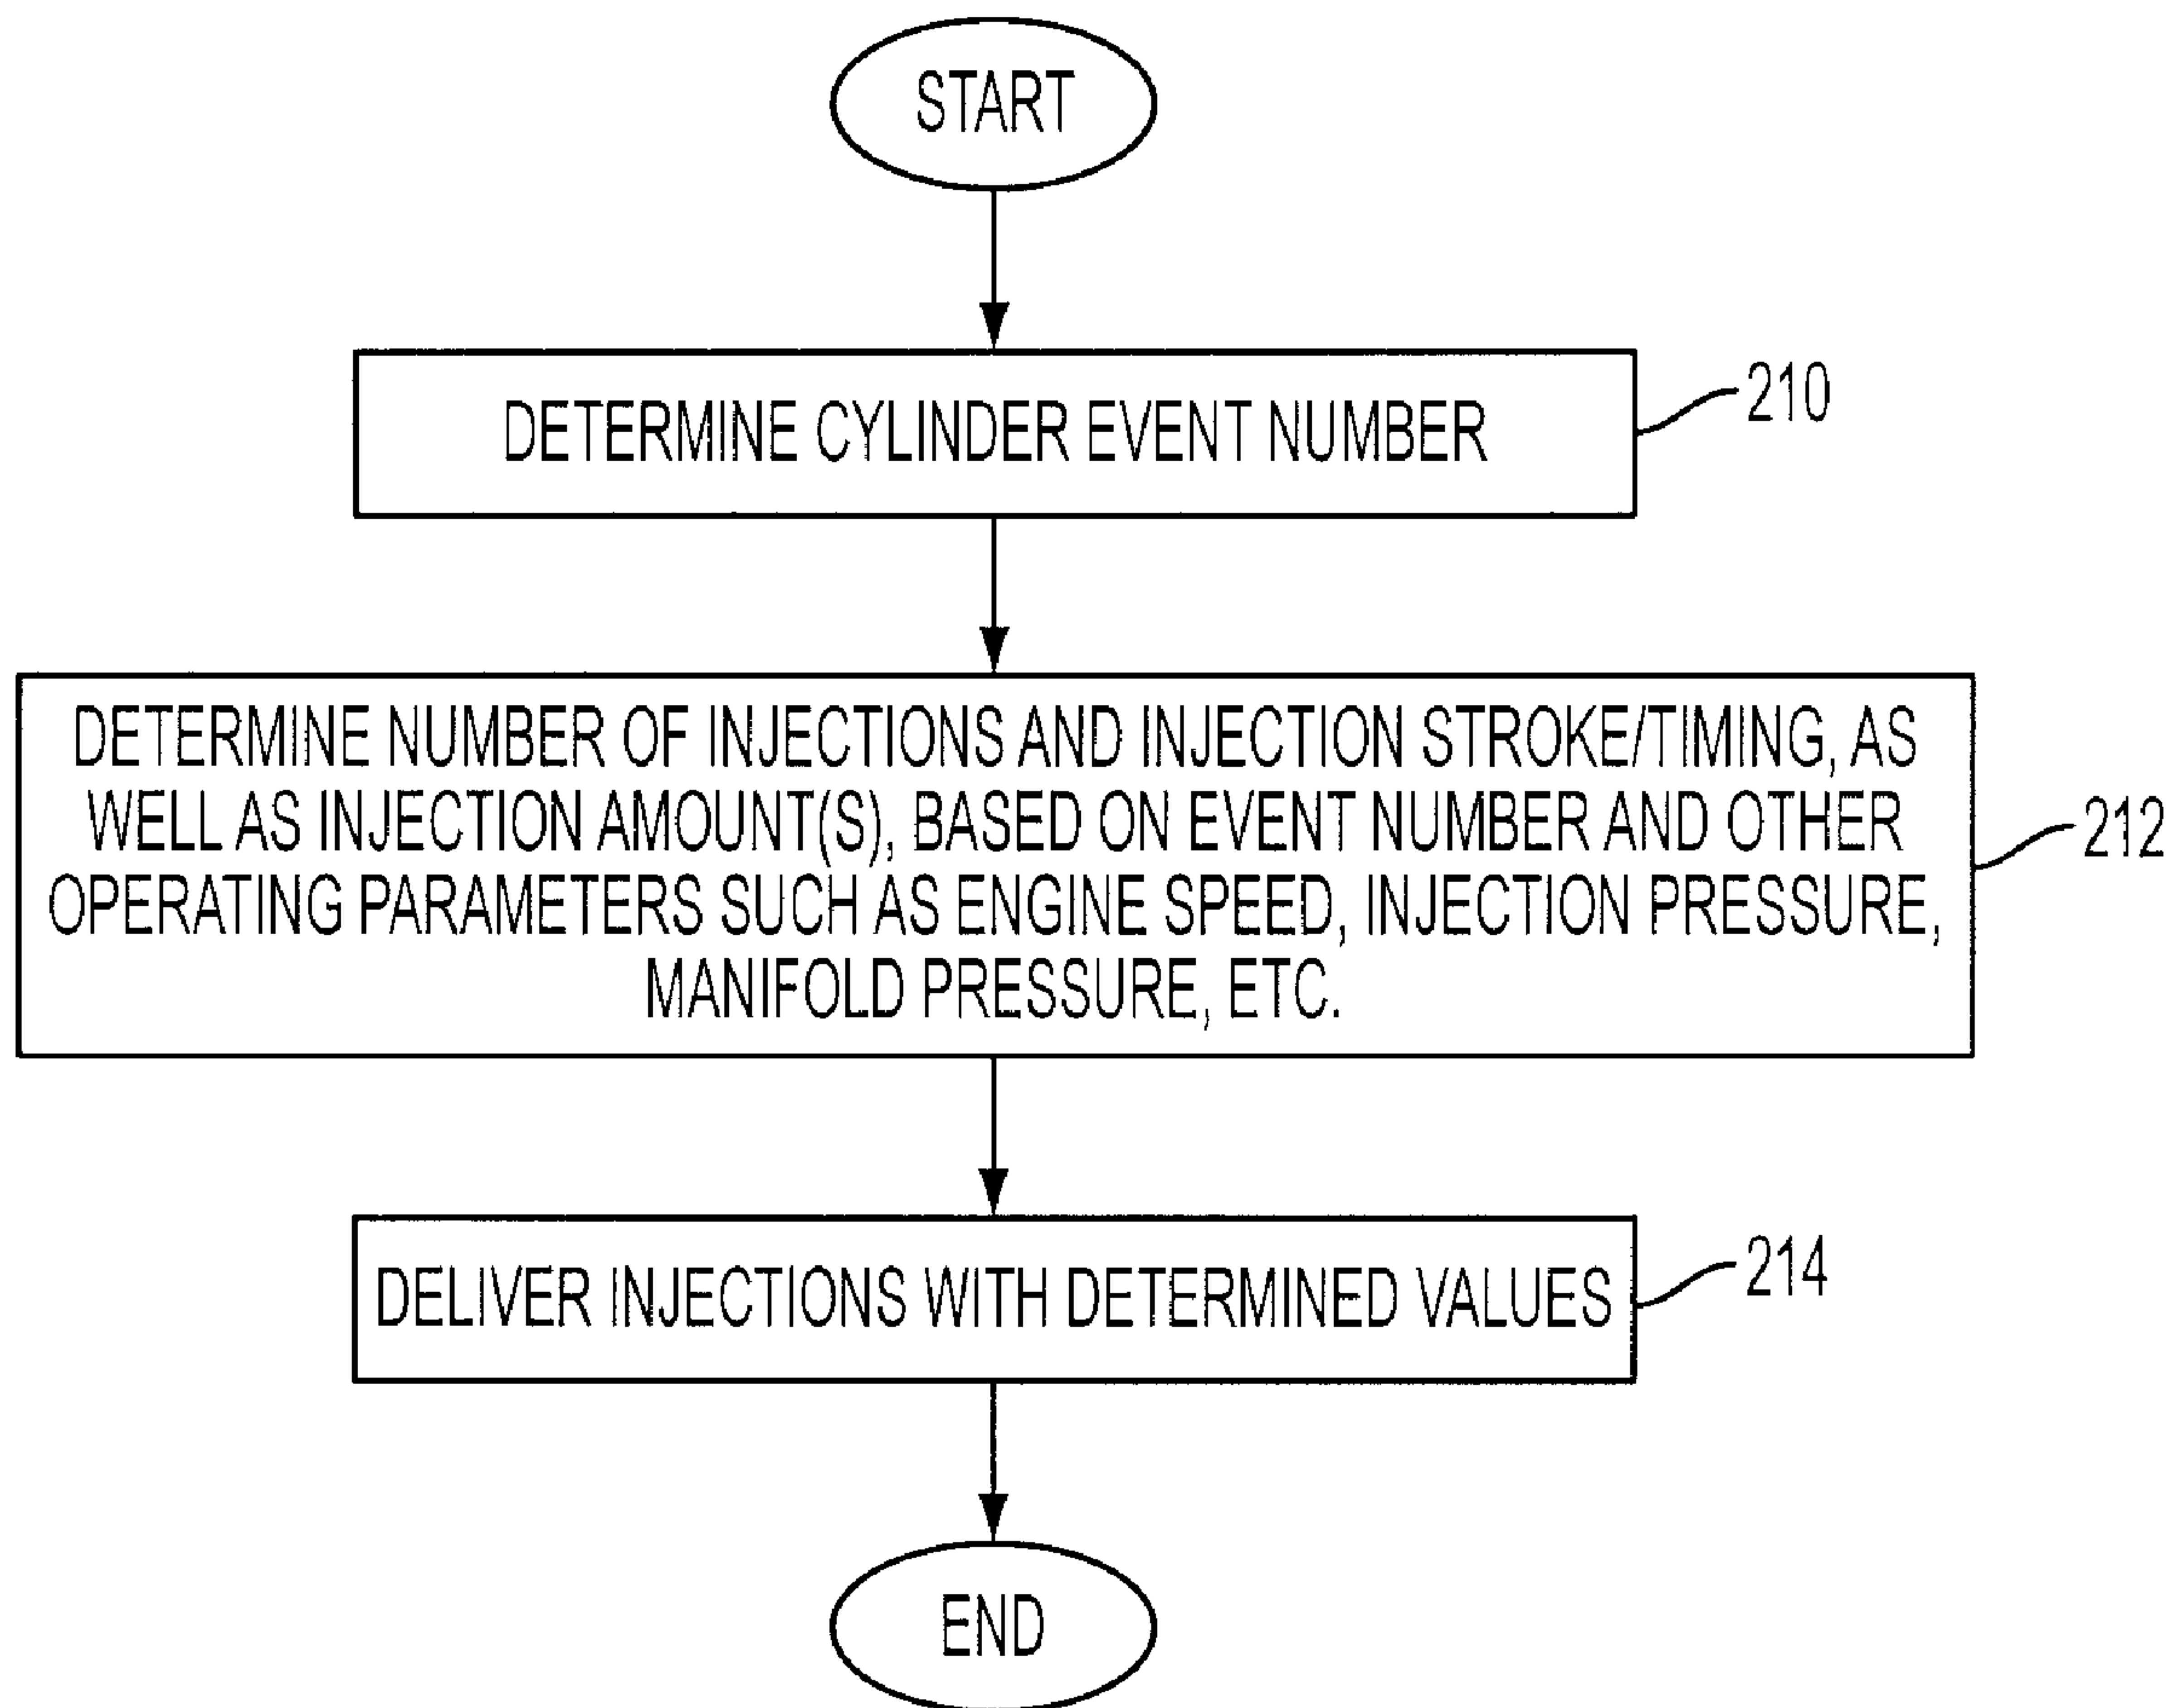 START
DETERMINE CYLINDER EVENT NUMBER
210
DETERMINE NUMBER OF INJECTIONS AND INJECTION STROKE/TIMING, AS
WELL AS INJECTION AMOUNT(S), BASED ON EVENT NUMBER AND OTHER
OPERATING PARAMETERS SUCH AS ENGINE SPEED, INJECTION PRESSURE,
MANIFOLD PRESSURE, ETC.
212
DELIVER INJECTIONS WITH DETERMINED VALUES
214
END